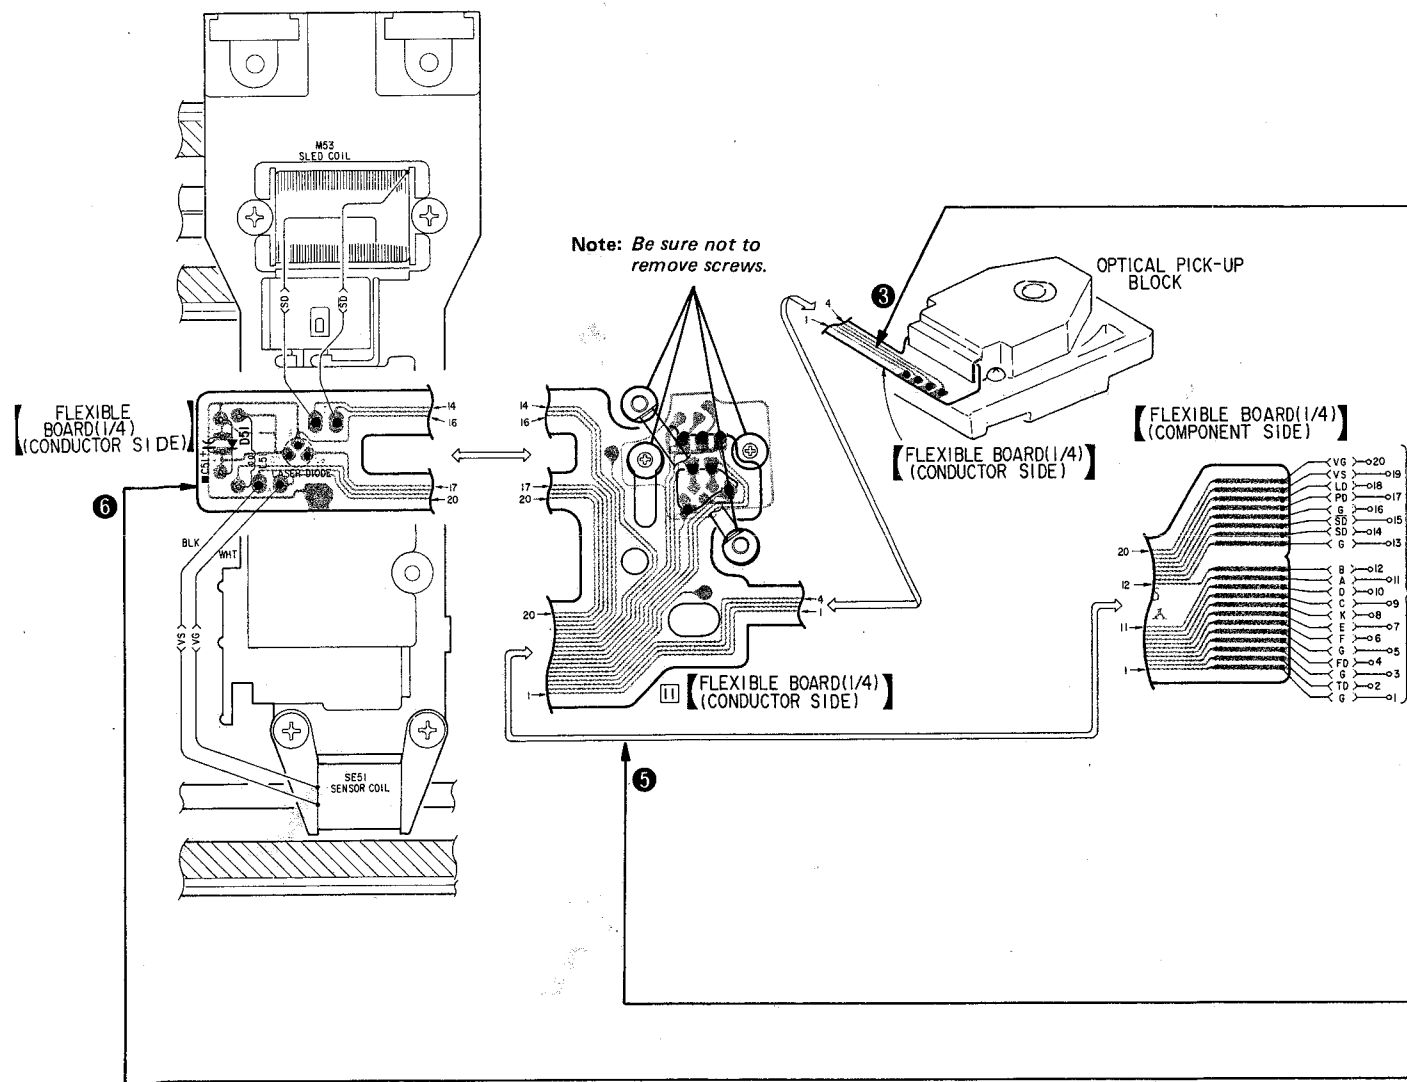 M53
SLED COIL
SD
SD
Note: Be sure not to
remove screws.
3
OPTICAL PICK-UP
BLOCK
4
1
【FLEXIBLE BOARD(1/4)】
(CONDUCTOR SIDE)
【FLEXIBLE
BOARD(1/4)
(CONDUCTOR SIDE)】
D51
C51
LASER DIODE
14
16
17
20
14
16
17
20
20
1
4
1
11 【FLEXIBLE BOARD(1/4)】
(CONDUCTOR SIDE)
6
BLK
WHT
VS
VG
SE51
SENSOR COIL
5
【FLEXIBLE BOARD(1/4)】
(COMPONENT SIDE)
20
12
11
1
VG 20
VS 19
LD 18
PD 17
G 16
SD 15
SD 14
G 13
B 12
A 11
D 10
C 9
K 8
E 7
F 6
G 5
FD 4
G 3
TD 2
G 1